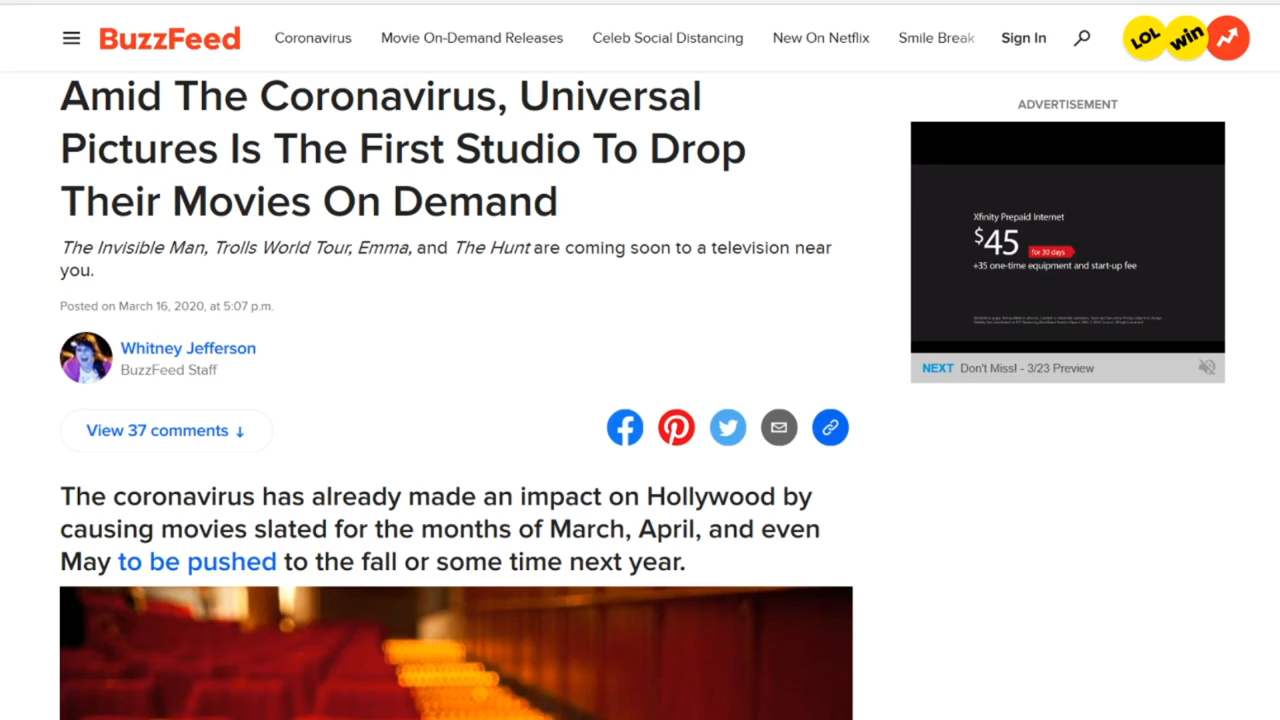 BuzzFeed
Coronavirus
Movie On-Demand Releases
Celeb Social Distancing
New On Netflix
Smile Break
Sign In
LOL
win
Amid The Coronavirus, Universal
Pictures Is The First Studio To Drop
Their Movies On Demand
The Invisible Man, Trolls World Tour, Emma, and The Hunt are coming soon to a television near
you.
Posted on March 16, 2020, at 5:07 p.m.
Whitney Jefferson
BuzzFeed Staff
View 37 comments ↓
The coronavirus has already made an impact on Hollywood by
causing movies slated for the months of March, April, and even
May to be pushed to the fall or some time next year.
ADVERTISEMENT
Xfinity Prepaid Internet
$45
for 30 days
+35 one-time equipment and start-up fee
NEXT Don't Miss! - 3/23 Preview